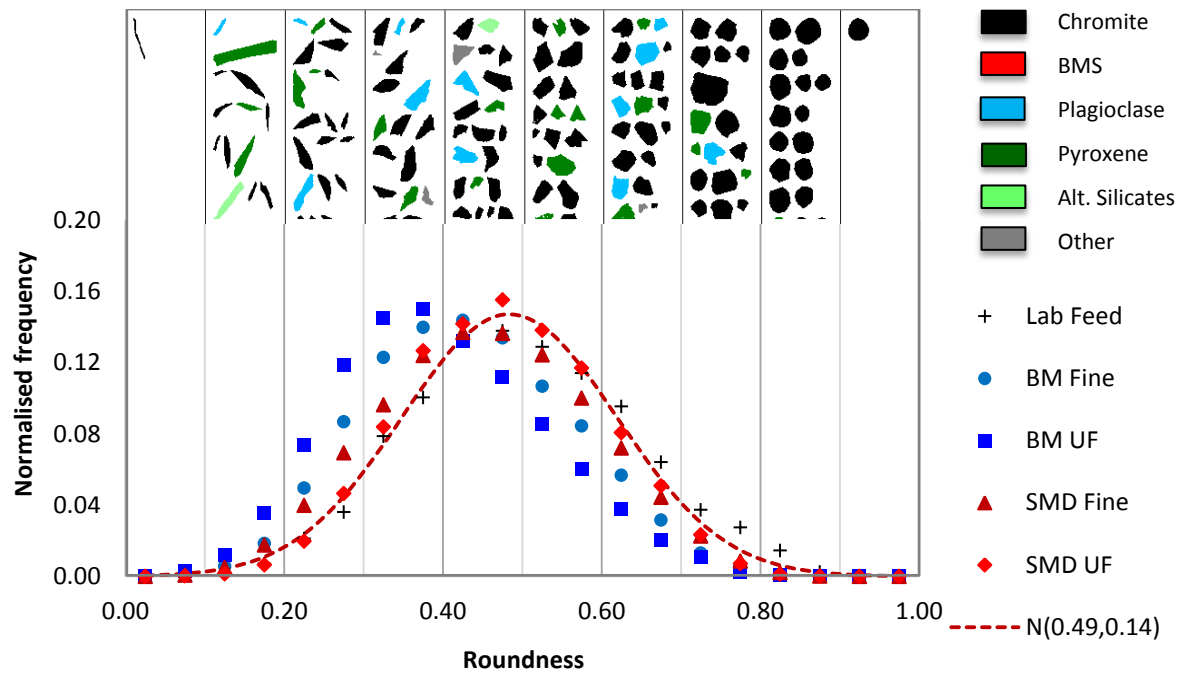 Chromite
BMS
Plagioclase
Pyroxene
Alt. Silicates
Other
0.20
0.16
0.12
0.08
0.04
0.00
Normalised frequency
0.00
0.20
0.40
0.60
0.80
1.00
Roundness
Lab Feed
BM Fine
BM UF
SMD Fine
SMD UF
N(0.49,0.14)